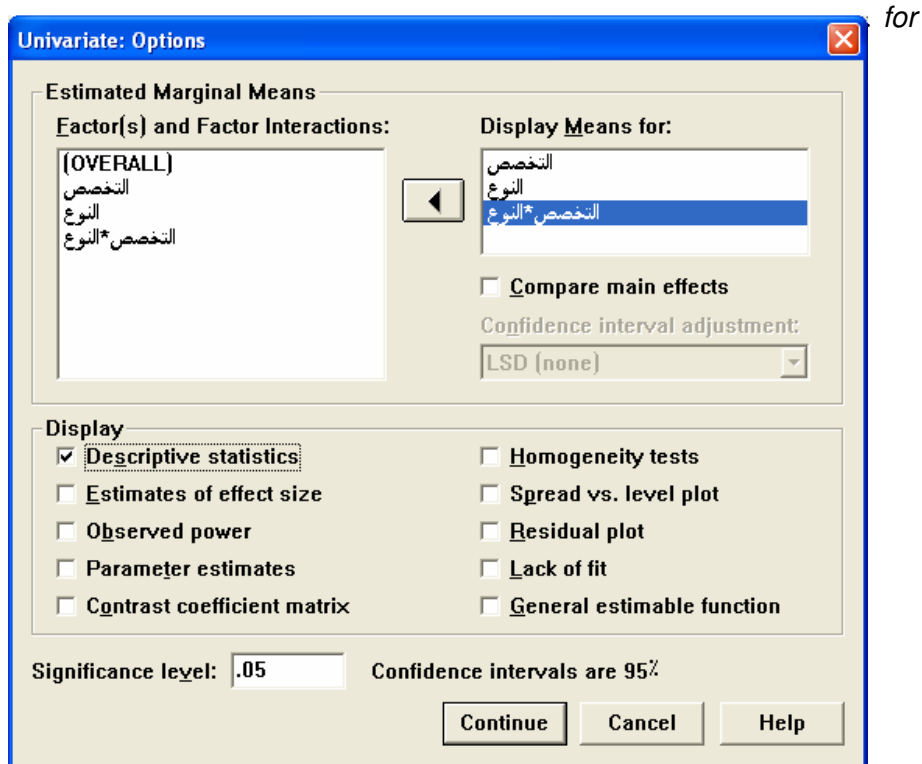 . for
Univariate: Options
Estimated Marginal Means
Factor(s) and Factor Interactions:
(OVERALL)
التخصص
النوع
التخصص*النوع
Display Means for:
التخصص
النوع
التخصص*النوع
Compare main effects
Confidence interval adjustment:
LSD (none)
Display
Descriptive statistics
Estimates of effect size
Observed power
Parameter estimates
Contrast coefficient matrix
Homogeneity tests
Spread vs. level plot
Residual plot
Lack of fit
General estimable function
Significance level: .05 Confidence intervals are 95%
Continue Cancel Help